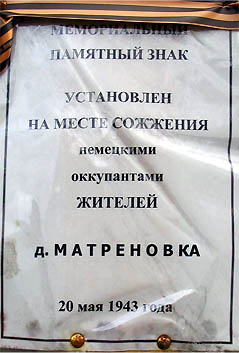 МЕМОРИАЛЬНЫЙ
ПАМЯТНЫЙ ЗНАК
УСТАНОВЛЕН
НА МЕСТЕ СОЖЖЕНИЯ
немецкими
оккупантами
ЖИТЕЛЕЙ
д. МАТРЕНОВКА
20 мая 1943 года